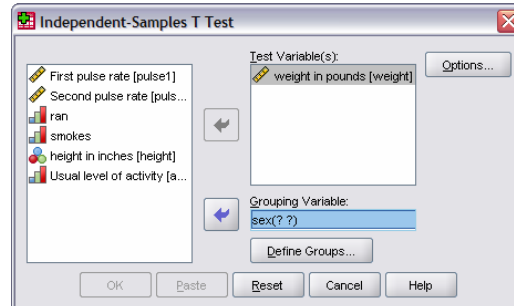 Independent-Samples T Test
First pulse rate [pulse1]
Second pulse rate [puls...
ran
smokes
height in inches [height]
Usual level of activity [a...
Test Variable(s):
weight in pounds [weight]
Options...
Grouping Variable:
sex(? ?)
Define Groups...
OK
Paste
Reset
Cancel
Help